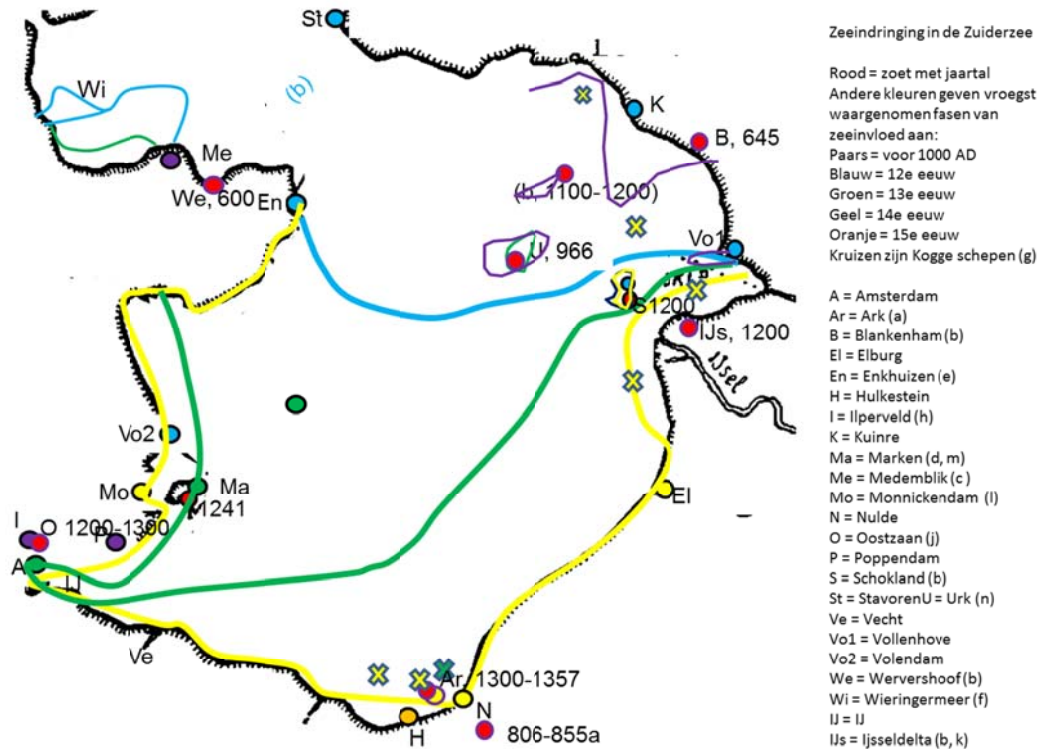 St
Wi
(b)
K
B, 645
Me
We, 600
En
(b, 1100-1200)
Vo1
U, 966
S1200
IJs, 1200
IJssel
Vo2
Mo
Ma
1241
El
I
O 1200-1300
P
A
IJ
Ve
Ar, 1300-1357
N
H
806-855a
Zeeindringing in de Zuiderzee
Rood = zoet met jaartal
Andere kleuren geven vroegst
waargenomen fasen van
zeeinvloed aan:
Paars = voor 1000 AD
Blauw = 12e eeuw
Groen = 13e eeuw
Geel = 14e eeuw
Oranje = 15e eeuw
Kruizen zijn Kogge schepen (g)
A = Amsterdam
Ar = Ark (a)
B = Blankenham (b)
El = Elburg
En = Enkhuizen (e)
H = Hulkestein
I = Ilperveld (h)
K = Kuinre
Ma = Marken (d, m)
Me = Medemblik (c )
Mo = Monnickendam (l)
N = Nulde
O = Oostzaan (j)
P = Poppendam
S = Schokland (b)
St = StavorenU = Urk (n)
Ve = Vecht
Vo1 = Vollenhove
Vo2 = Volendam
We = Wervershoof (b)
Wi = Wieringermeer (f)
IJ = IJ
IJs = Ijsseldelta (b, k)